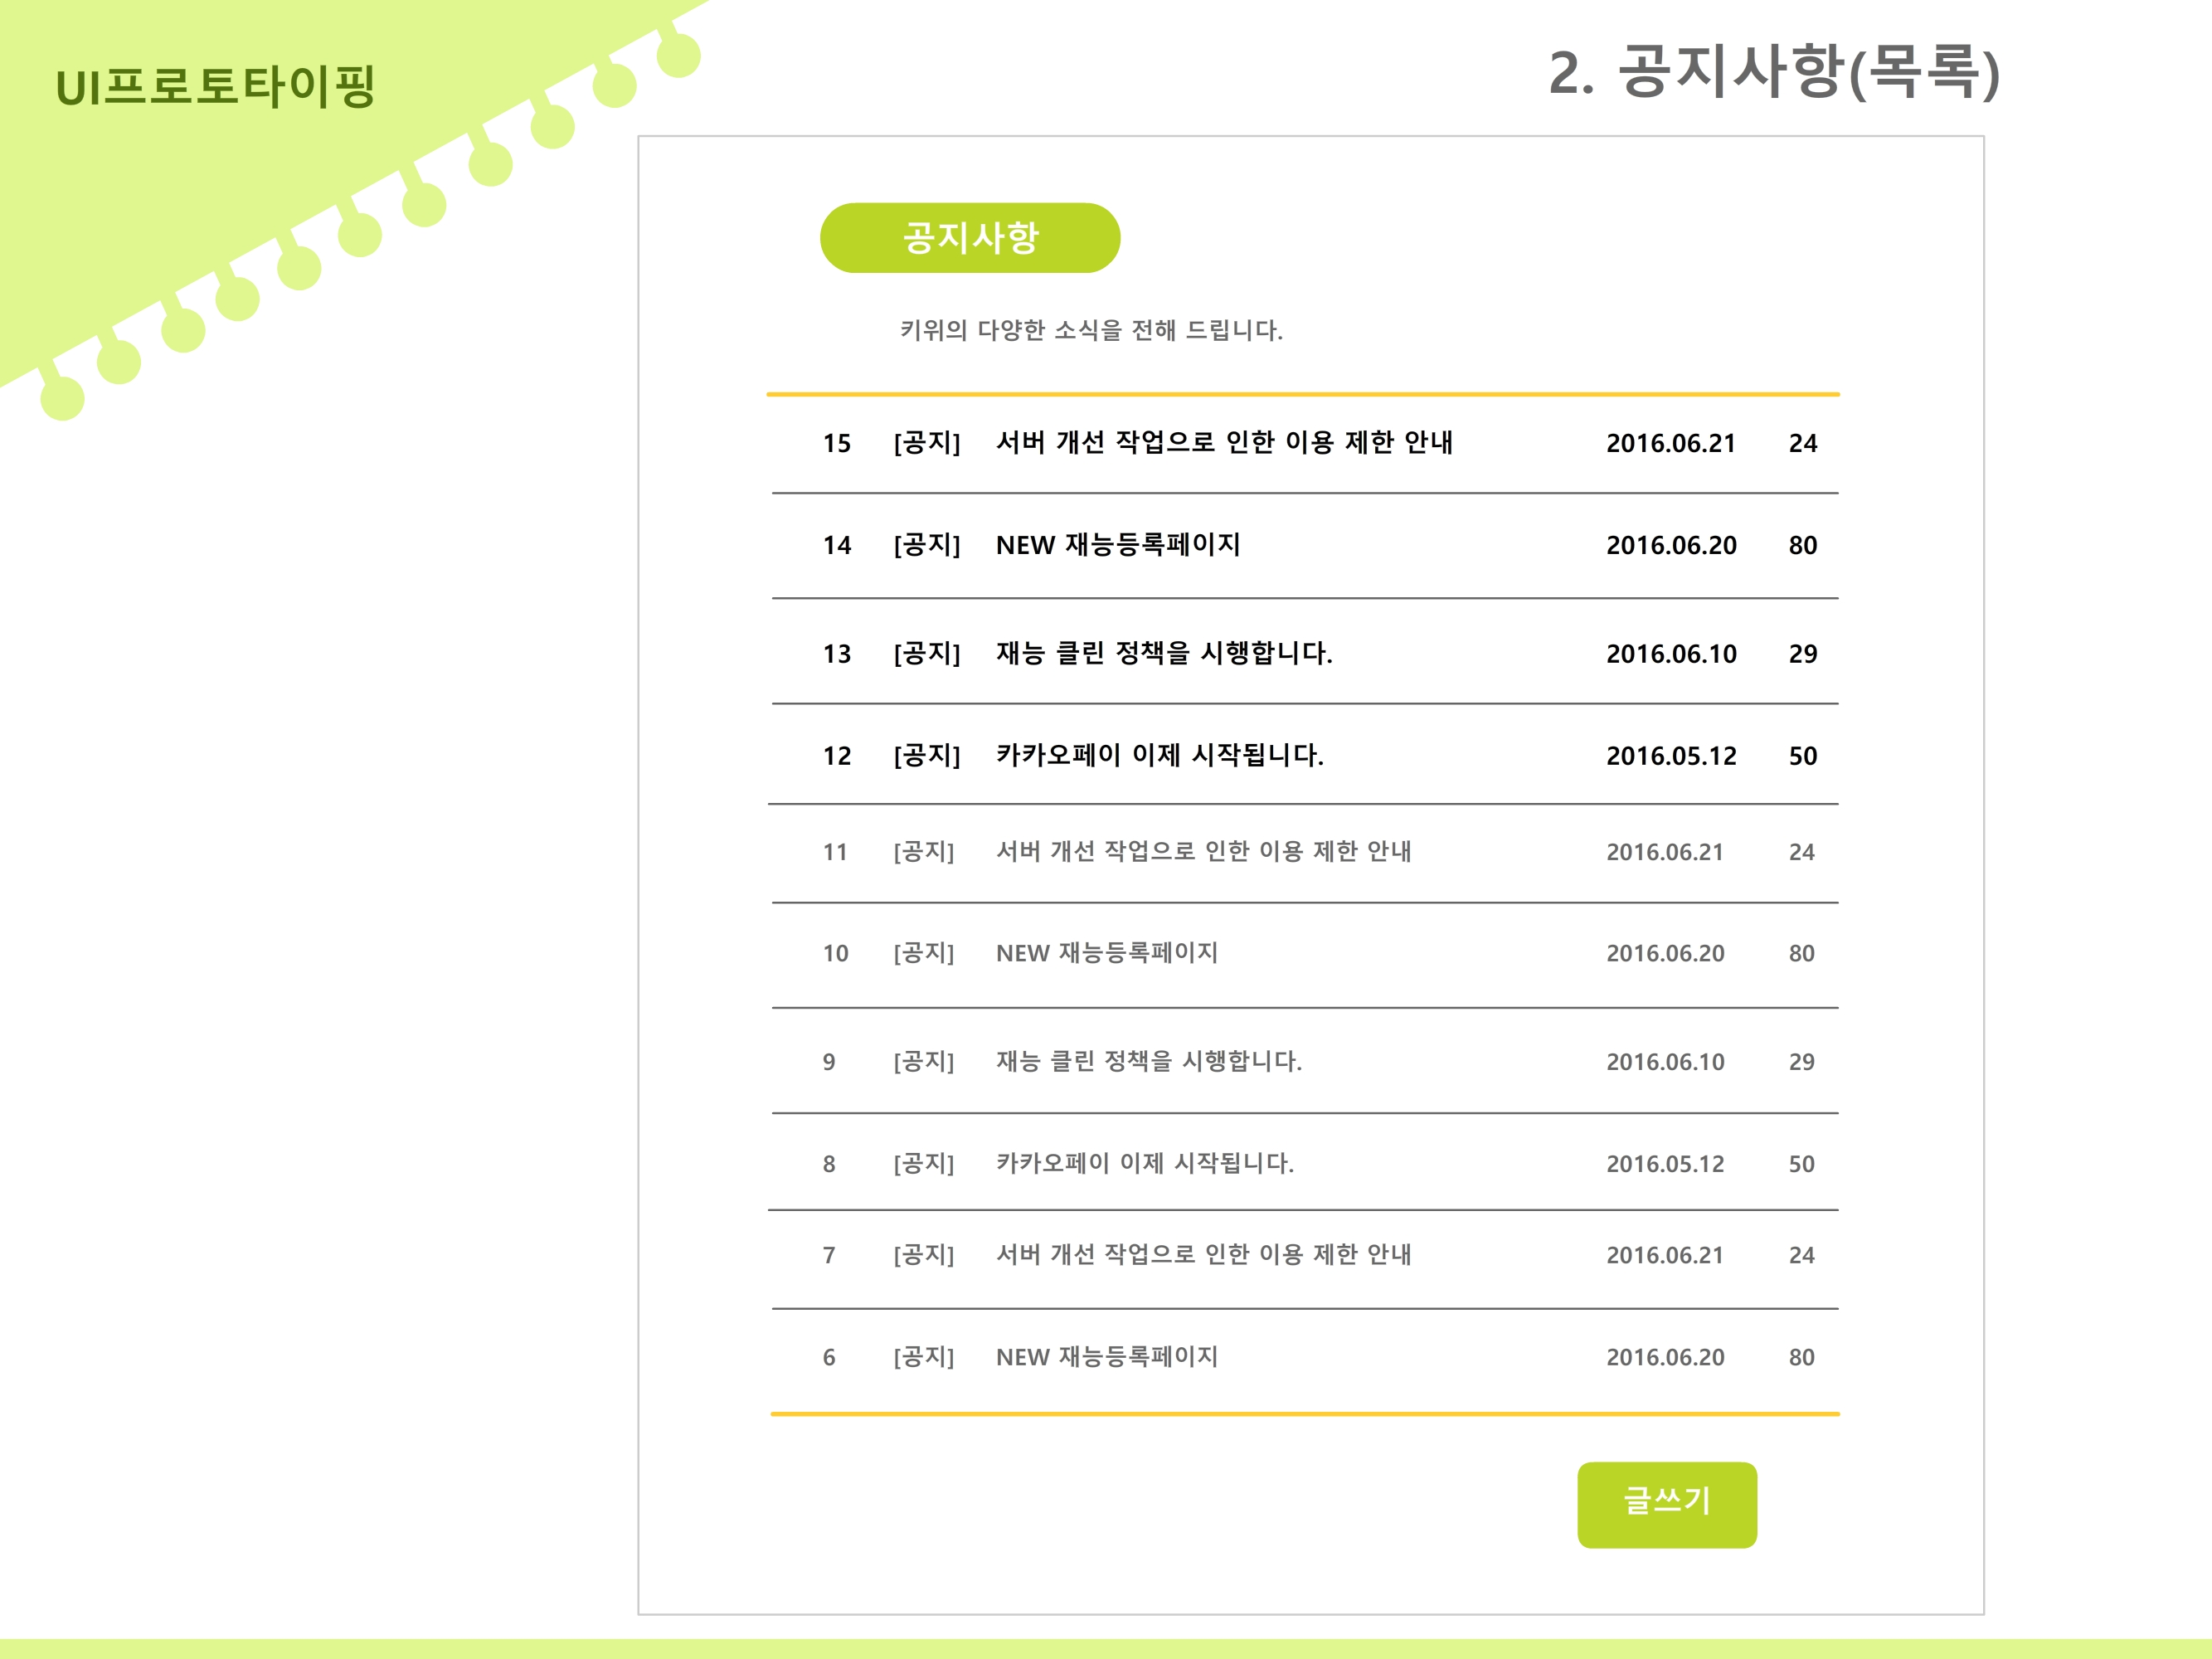 UI프로토타이핑
2. 공지사항(목록)
공지사항
키위의 다양한 소식을 전해 드립니다.
15 [공지] 서버 개선 작업으로 인한 이용 제한 안내 2016.06.21 24
14 [공지] NEW 재능등록페이지 2016.06.20 80
13 [공지] 재능 클린 정책을 시행합니다. 2016.06.10 29
12 [공지] 카카오페이 이제 시작됩니다. 2016.05.12 50
11 [공지] 서버 개선 작업으로 인한 이용 제한 안내 2016.06.21 24
10 [공지] NEW 재능등록페이지 2016.06.20 80
9 [공지] 재능 클린 정책을 시행합니다. 2016.06.10 29
8 [공지] 카카오페이 이제 시작됩니다. 2016.05.12 50
7 [공지] 서버 개선 작업으로 인한 이용 제한 안내 2016.06.21 24
6 [공지] NEW 재능등록페이지 2016.06.20 80
글쓰기